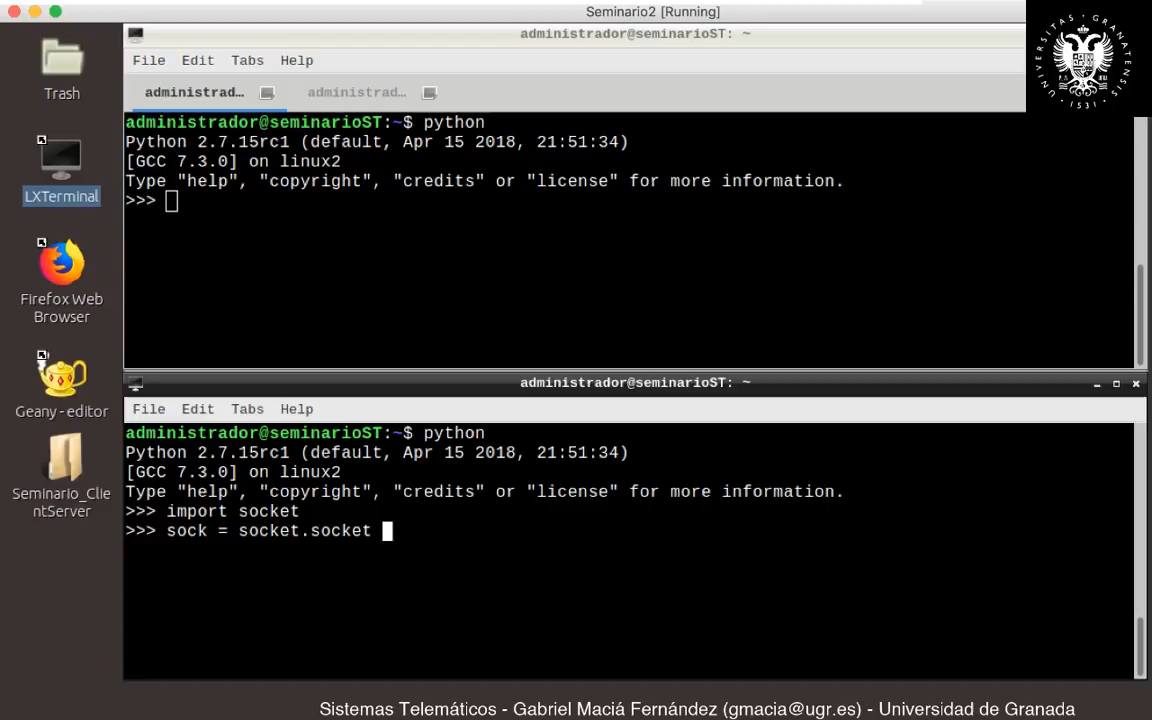 Seminario2 [Running]
administrador@seminarioST: ~
File Edit Tabs Help
administrad... administrad...
administrador@seminarioST:~$ python
Python 2.7.15rc1 (default, Apr 15 2018, 21:51:34)
[GCC 7.3.0] on linux2
Type "help", "copyright", "credits" or "license" for more information.
>>>
administrador@seminarioST: ~
File Edit Tabs Help
administrador@seminarioST:~$ python
Python 2.7.15rc1 (default, Apr 15 2018, 21:51:34)
[GCC 7.3.0] on linux2
Type "help", "copyright", "credits" or "license" for more information.
>>> import socket
>>> sock = socket.socket
Trash
LXTerminal
Firefox Web
Browser
Geany - editor
Seminario_Clie
ntServer
UNIVERSITAS GRANATENSIS
1531
Sistemas Telemáticos - Gabriel Maciá Fernández (gmacia@ugr.es) - Universidad de Granada